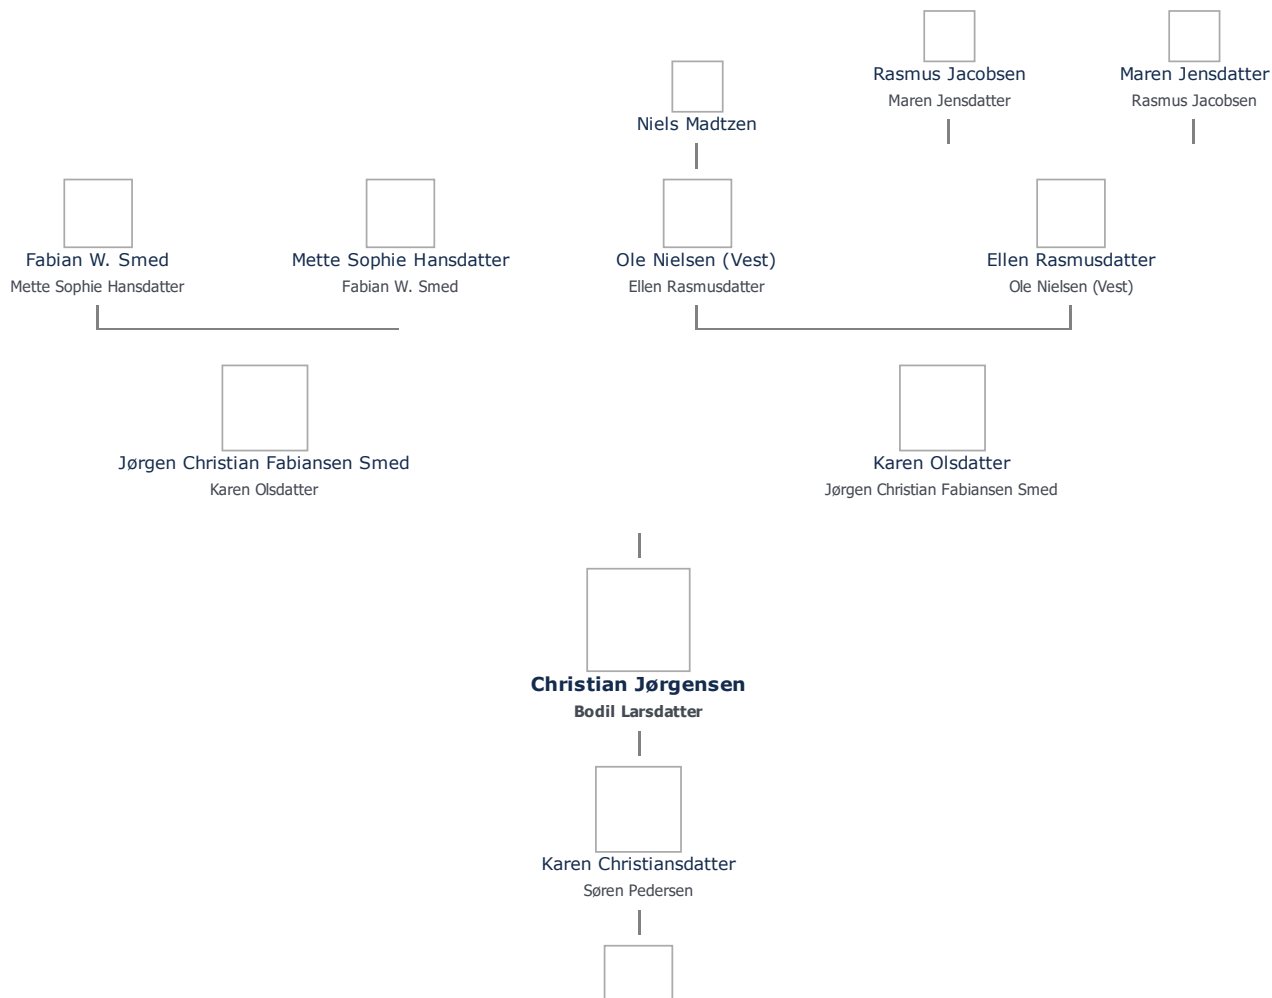 Rasmus Jacobsen
Maren Jensdatter
Maren Jensdatter
Rasmus Jacobsen
Niels Madtzen
Fabian W. Smed
Mette Sophie Hansdatter
Mette Sophie Hansdatter
Fabian W. Smed
Ole Nielsen (Vest)
Ellen Rasmusdatter
Ellen Rasmusdatter
Ole Nielsen (Vest)
Jørgen Christian Fabiansen Smed
Karen Olsdatter
Karen Olsdatter
Jørgen Christian Fabiansen Smed
Christian Jørgensen
Bodil Larsdatter
Karen Christiansdatter
Søren Pedersen